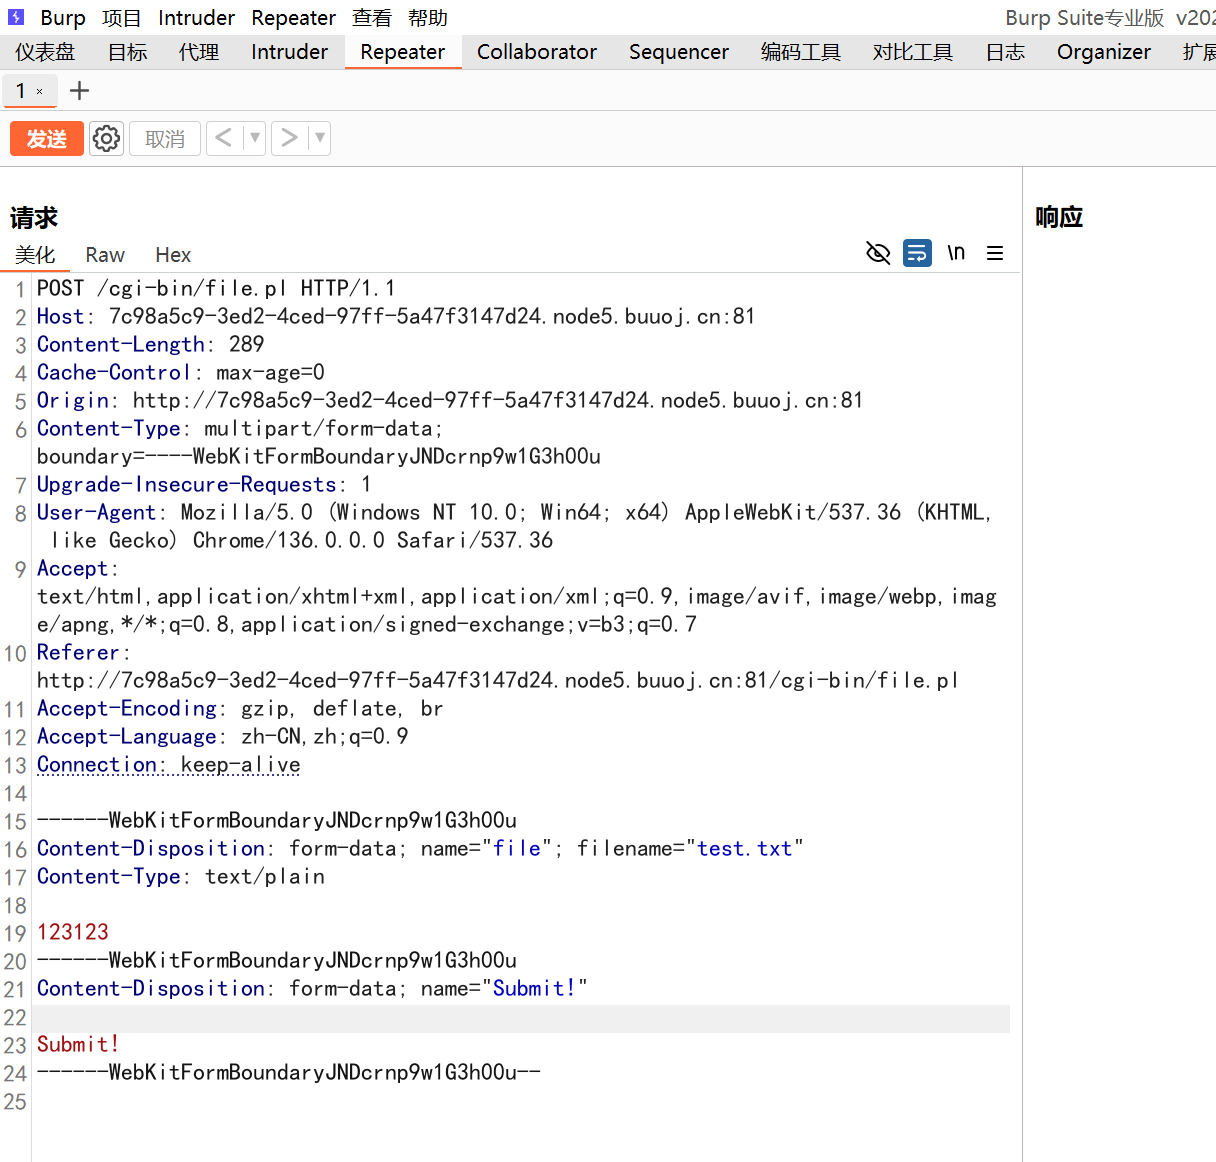 Burp 项目 Intruder Repeater 查看 帮助 Burp Suite专业版 v202
仪表盘 目标 代理 Intruder Repeater Collaborator Sequencer 编码工具 对比工具 日志 Organizer 扩展
1 × +
发送 取消 < ▼ > ▼
请求
响应
美化 Raw Hex \n
1 POST /cgi-bin/file.pl HTTP/1.1
2 Host: 7c98a5c9-3ed2-4ced-97ff-5a47f3147d24.node5.buuoj.cn:81
3 Content-Length: 289
4 Cache-Control: max-age=0
5 Origin: http://7c98a5c9-3ed2-4ced-97ff-5a47f3147d24.node5.buuoj.cn:81
6 Content-Type: multipart/form-data;
boundary=----WebKitFormBoundaryJNDcrnp9w1G3h00u
7 Upgrade-Insecure-Requests: 1
8 User-Agent: Mozilla/5.0 (Windows NT 10.0; Win64; x64) AppleWebKit/537.36 (KHTML,
like Gecko) Chrome/136.0.0.0 Safari/537.36
9 Accept:
text/html,application/xhtml+xml,application/xml;q=0.9,image/avif,image/webp,imag
e/apng,*/*;q=0.8,application/signed-exchange;v=b3;q=0.7
10 Referer:
http://7c98a5c9-3ed2-4ced-97ff-5a47f3147d24.node5.buuoj.cn:81/cgi-bin/file.pl
11 Accept-Encoding: gzip, deflate, br
12 Accept-Language: zh-CN,zh;q=0.9
13 Connection: keep-alive
14
15 ------WebKitFormBoundaryJNDcrnp9w1G3h00u
16 Content-Disposition: form-data; name="file"; filename="test.txt"
17 Content-Type: text/plain
18
19 123123
20 ------WebKitFormBoundaryJNDcrnp9w1G3h00u
21 Content-Disposition: form-data; name="Submit!"
22
23 Submit!
24 ------WebKitFormBoundaryJNDcrnp9w1G3h00u--
25